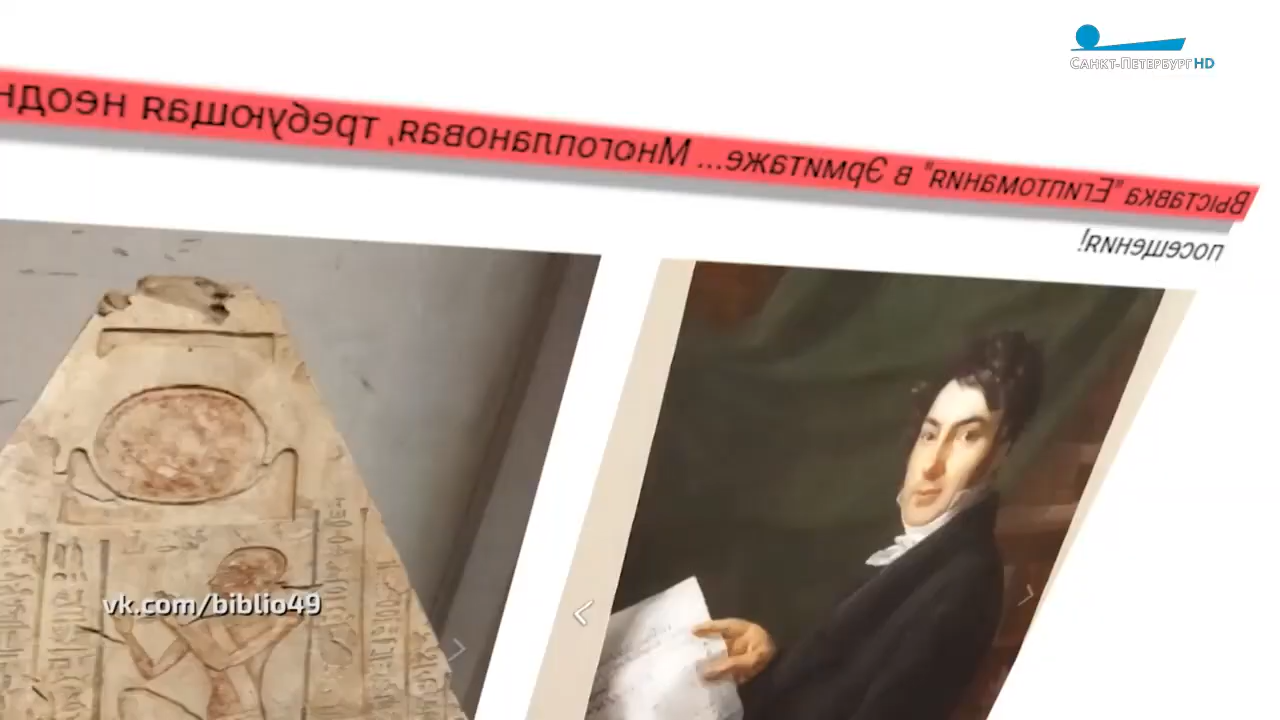 Санкт-Петербург HD
Выставка "Египтомания" в Эрмитаже... Многоплановая, требующая
посещения!
vk.com/biblio49